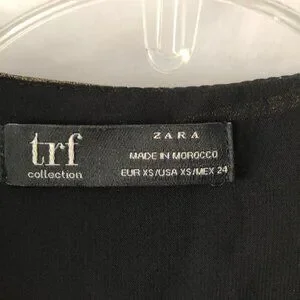 trf
collection
ZARA
MADE IN MOROCCO
EUR XS/USA XS/MEX 24